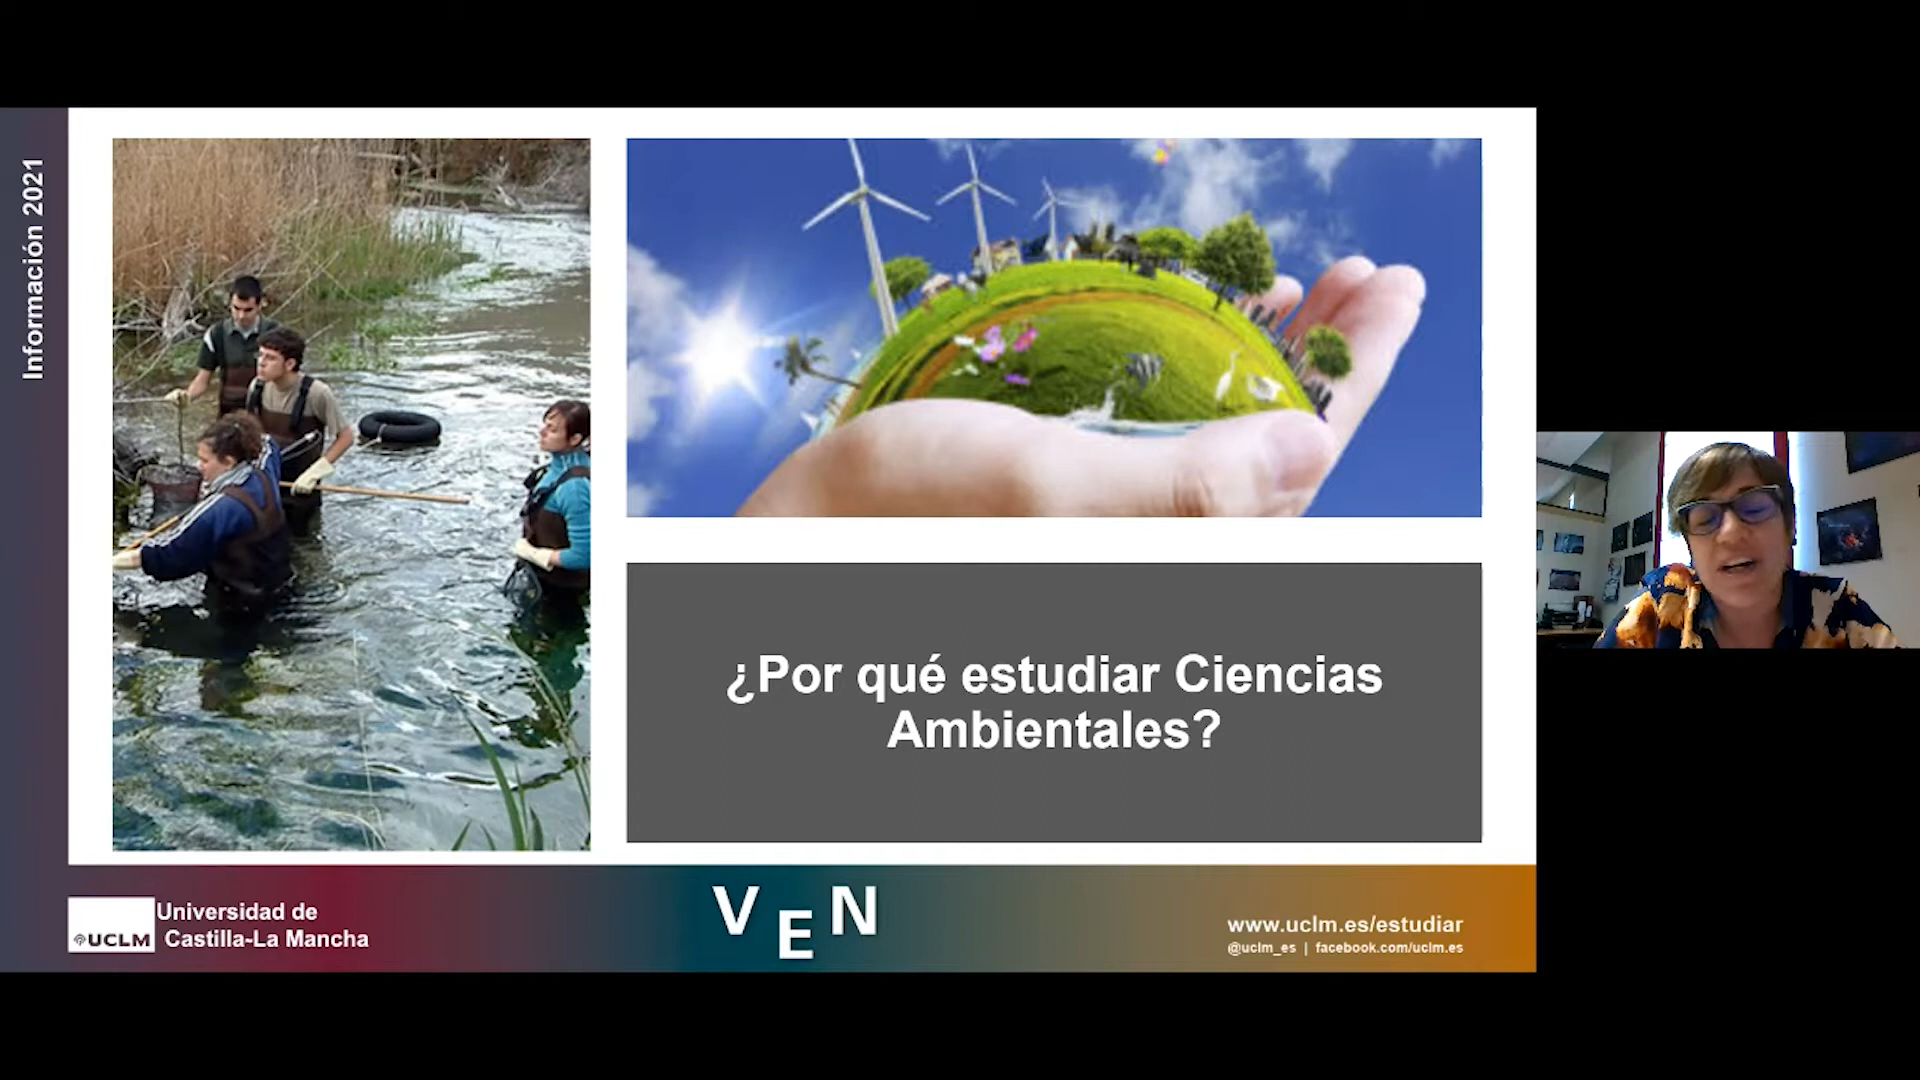 Información 2021
¿Por qué estudiar Ciencias
Ambientales?
UCLM
Universidad de
Castilla-La Mancha
VEN
www.uclm.es/estudiar
@uclm_es | facebook.com/uclm.es